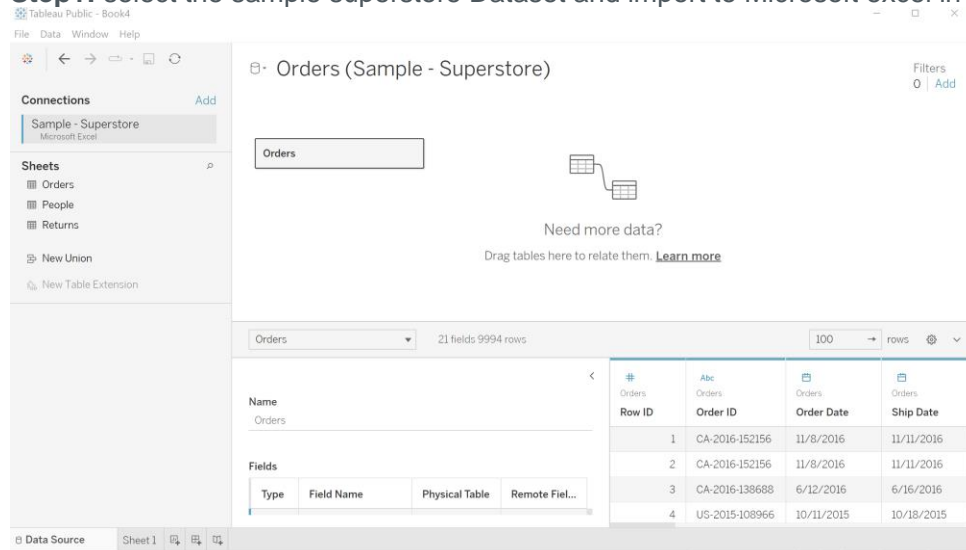 Step1: select the sample superstore Dataset and import to Microsoft excel in
Tableau Public - Book4
File Data Window Help
Orders (Sample - Superstore)
Filters
0 | Add
Connections
Add
Sample - Superstore
Microsoft Excel
Sheets
Orders
People
Returns
New Union
New Table Extension
Orders
Need more data?
Drag tables here to relate them. Learn more
Orders
21 fields 9994 rows
100 → rows
Name
Orders
Fields
Type Field Name Physical Table Remote Fiel...
# Abc
Orders Orders Orders Orders
Row ID Order ID Order Date Ship Date
1 CA-2016-152156 11/8/2016 11/11/2016
2 CA-2016-152156 11/8/2016 11/11/2016
3 CA-2016-138688 6/12/2016 6/16/2016
4 US-2015-108966 10/11/2015 10/18/2015
Data Source Sheet 1